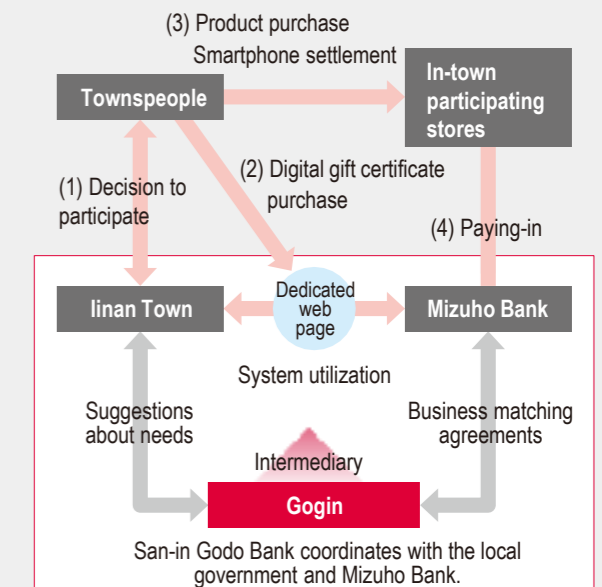 (3) Product purchase
Smartphone settlement
Townspeople
In-town
participating
stores
(1) Decision to
participate
(2) Digital gift certificate
purchase
(4) Paying-in
Iinan Town
Dedicated
web
page
Mizuho Bank
System utilization
Suggestions
about needs
Business matching
agreements
Intermediary
Gogin
San-in Godo Bank coordinates with the local
government and Mizuho Bank.